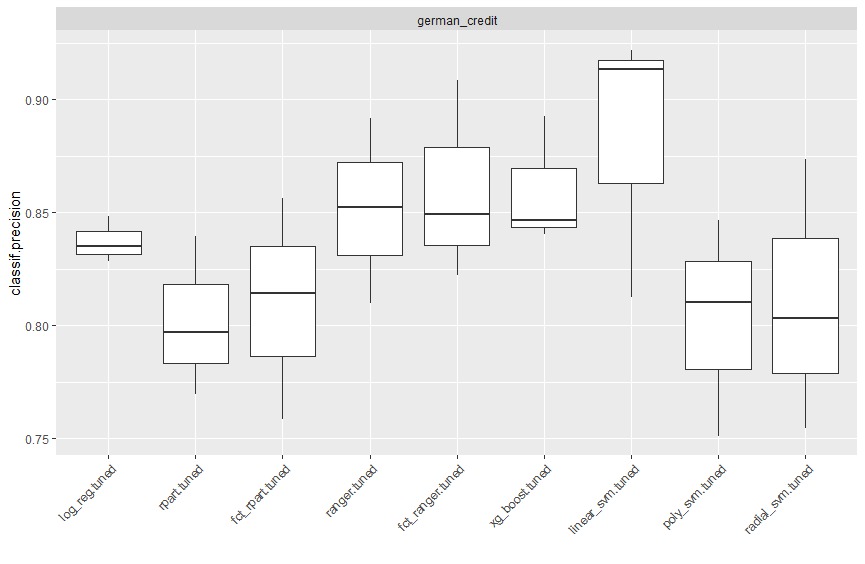 german_credit
classif.precision
0.90
0.85
0.80
0.75
log_reg.tuned
rpart.tuned
fct_rpart.tuned
ranger.tuned
fct_ranger.tuned
xg_boost.tuned
linear_svm.tuned
poly_svm.tuned
radial_svm.tuned